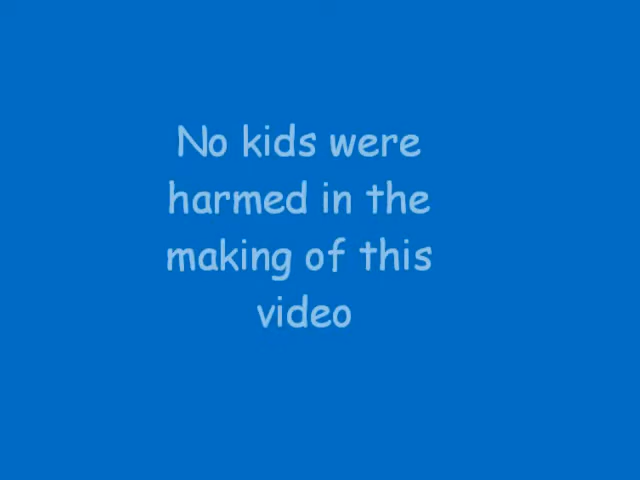 No kids were
harmed in the
making of this
video